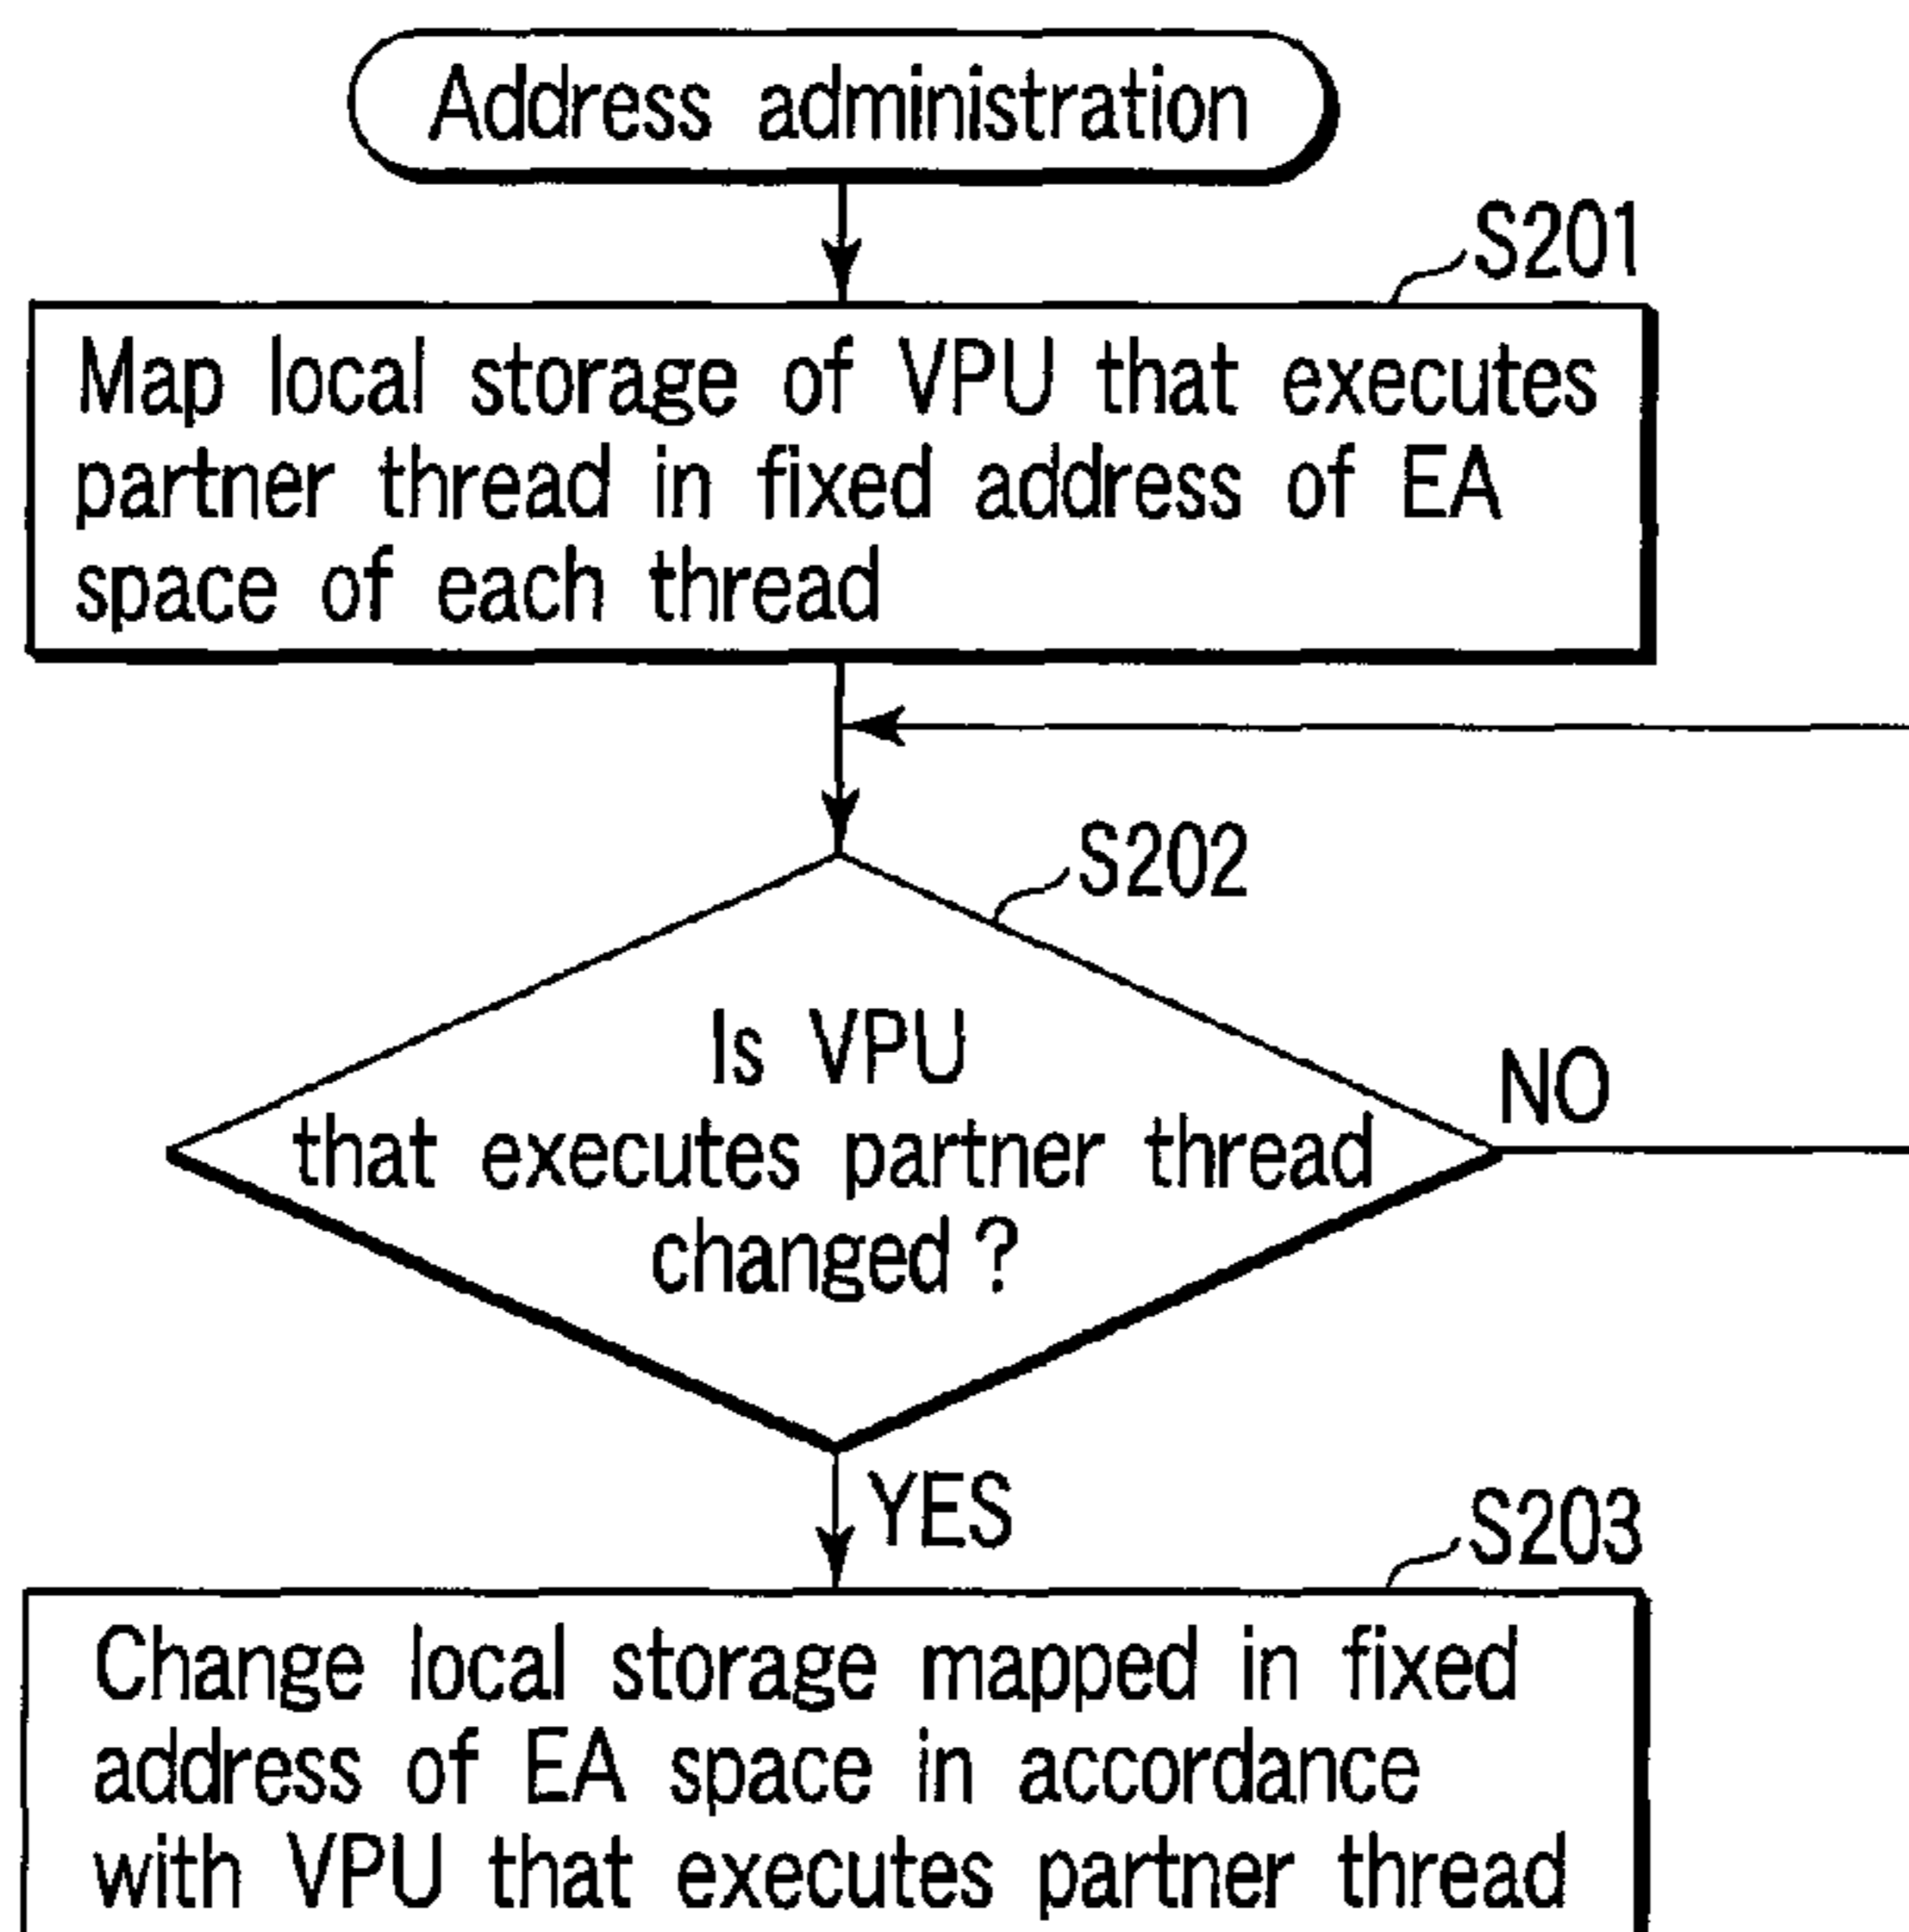 Address administration
S201
Map local storage of VPU that executes
partner thread in fixed address of EA
space of each thread
S202
Is VPU
that executes partner thread
changed ?
NO
YES
S203
Change local storage mapped in fixed
address of EA space in accordance
with VPU that executes partner thread